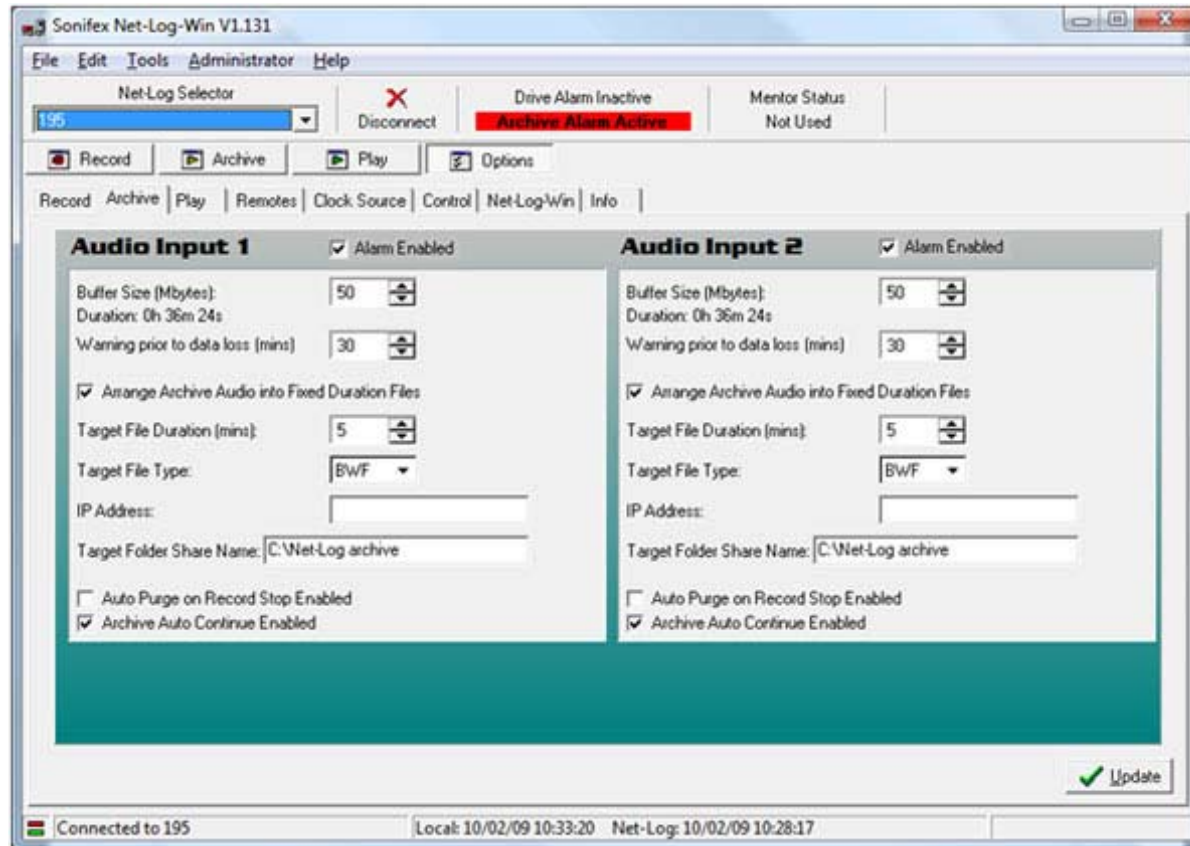 Sonifex Net-Log-Win V1.131
File Edit Tools Administrator Help
Net-Log Selector
195
Disconnect
Drive Alarm Inactive
Archive Alarm Active
Mentor Status
Not Used
Record Archive Play Options
Record Archive Play Remotes Clock Source Control Net-Log-Win Info
Audio Input 1
Alarm Enabled
Buffer Size (Mbytes): 50
Duration: 0h 36m 24s
Warning prior to data loss (mins) 30
Arrange Archive Audio into Fixed Duration Files
Target File Duration (mins): 5
Target File Type: BWF
IP Address:
Target Folder Share Name: C:\Net-Log archive
Auto Purge on Record Stop Enabled
Archive Auto Continue Enabled
Audio Input 2
Alarm Enabled
Buffer Size (Mbytes): 50
Duration: 0h 36m 24s
Warning prior to data loss (mins) 30
Arrange Archive Audio into Fixed Duration Files
Target File Duration (mins): 5
Target File Type: BWF
IP Address:
Target Folder Share Name: C:\Net-Log archive
Auto Purge on Record Stop Enabled
Archive Auto Continue Enabled
Update
Connected to 195
Local: 10/02/09 10:33:20 Net-Log: 10/02/09 10:28:17